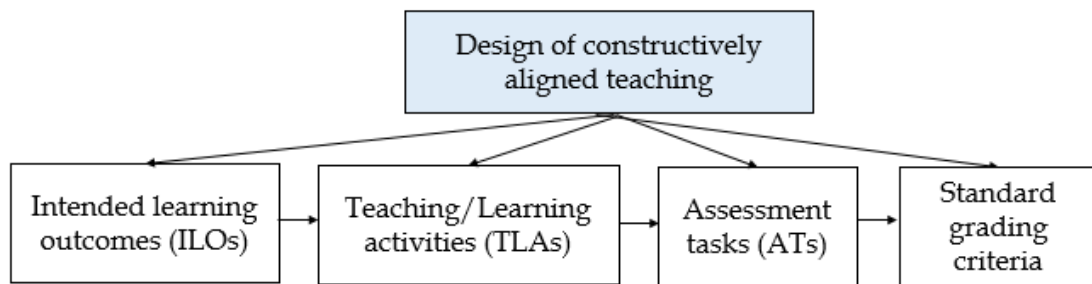 Design of constructively
aligned teaching
Intended learning
outcomes (ILOs)
Teaching/Learning
activities (TLAs)
Assessment
tasks (ATs)
Standard
grading
criteria